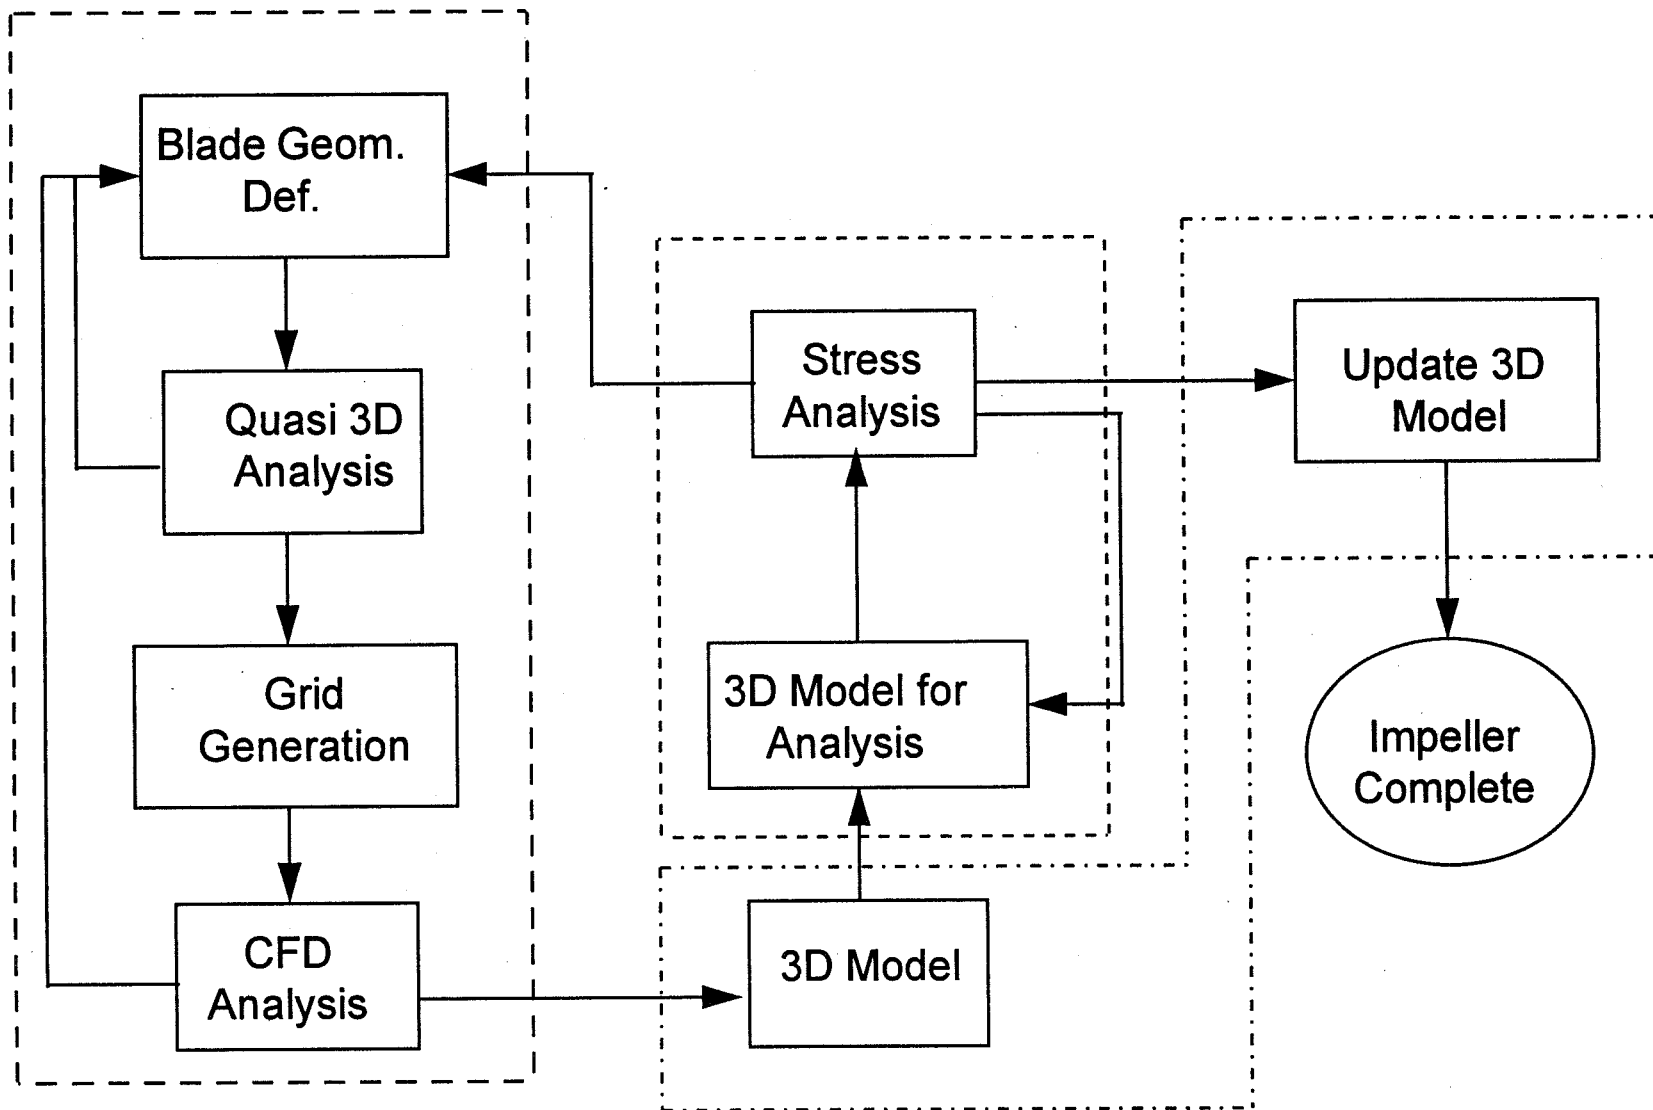 Blade Geom.
Def.
Quasi 3D
Analysis
Grid
Generation
CFD
Analysis
Stress
Analysis
3D Model for
Analysis
3D Model
Update 3D
Model
Impeller
Complete